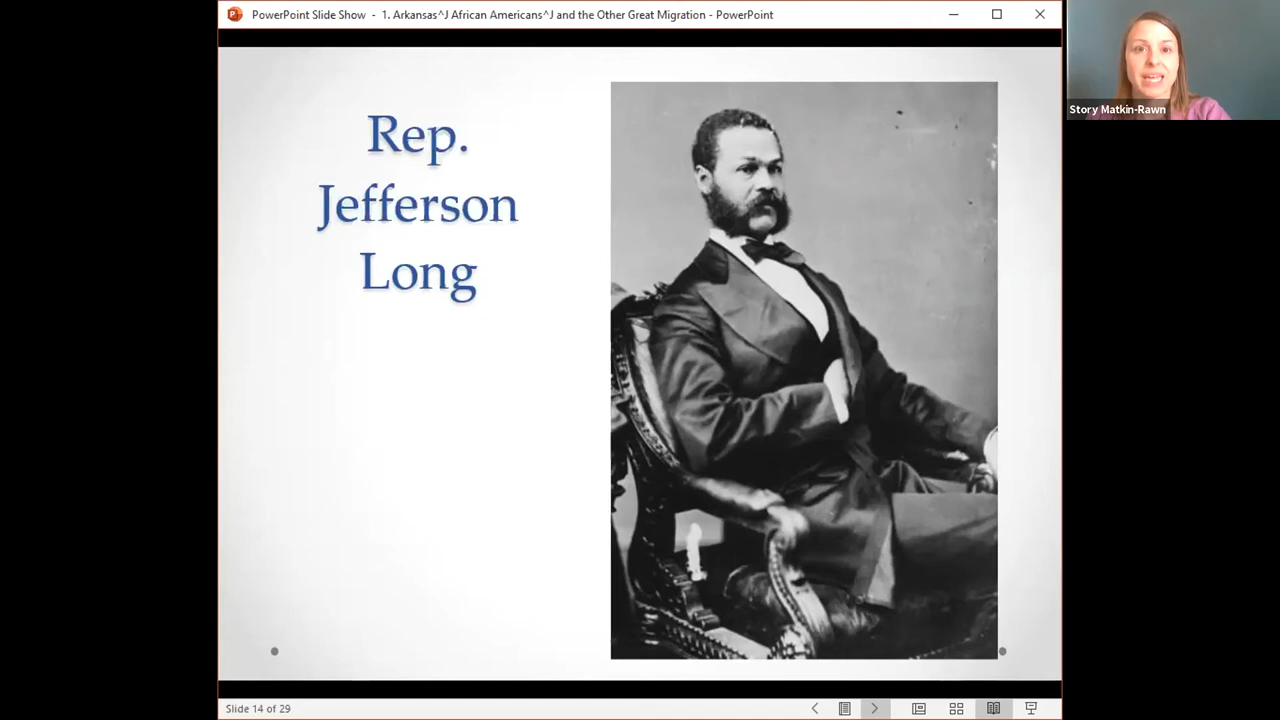 PowerPoint Slide Show - 1. Arkansas^J African Americans^J and the Other Great Migration - PowerPoint
Story Matkin-Rawn
Rep.
Jefferson
Long
Slide 14 of 29